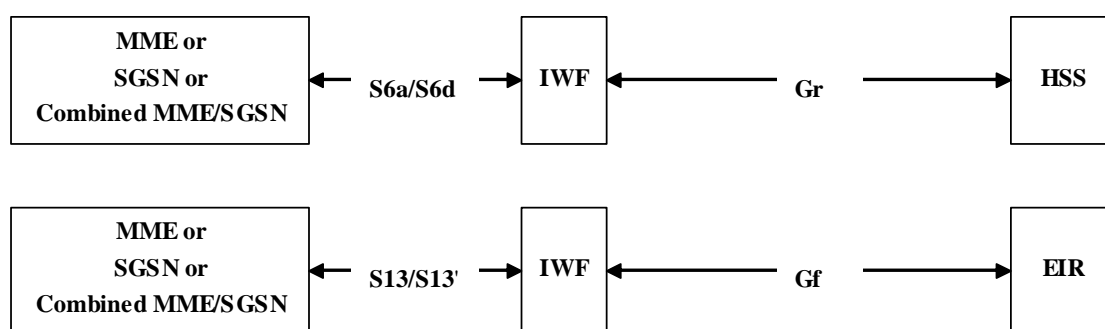 MME or
SGSN or
Combined MME/SGSN
S6a/S6d
IWF
Gr
HSS
MME or
SGSN or
Combined MME/SGSN
S13/S13'
IWF
Gf
EIR